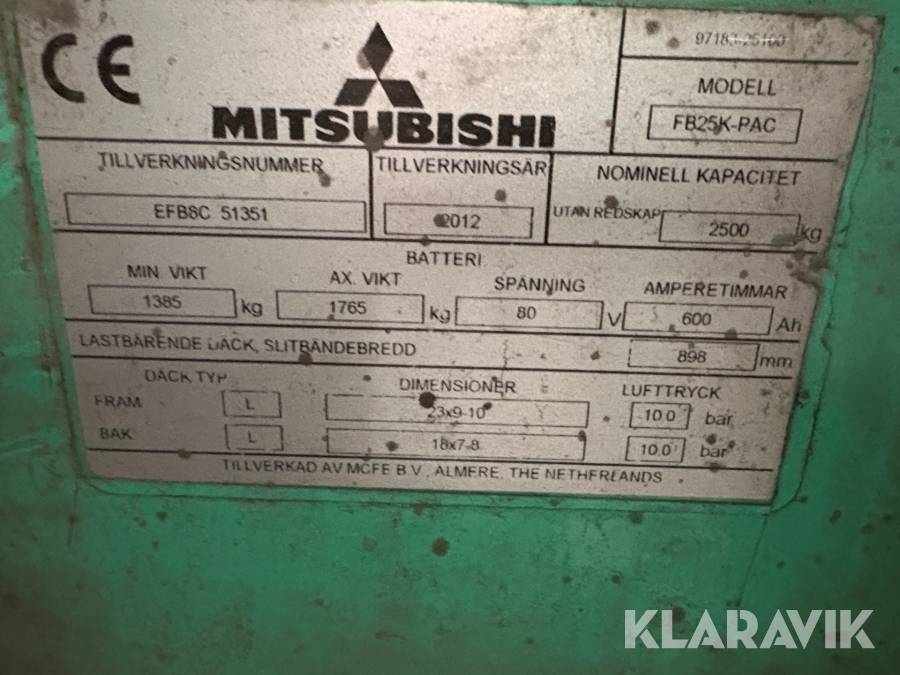 CE
97183-25100
MITSUBISHI
MODELL
FB25K-PAC
TILLVERKNINGSNUMMER
TILLVERKNINGSÅR
NOMINELL KAPACITET
EFB8C 51351
2012
UTAN REDSKAP
2500 kg
BATTERI
MIN. VIKT
AX. VIKT
SPÄNNING
AMPERETIMMAR
1385 kg
1765 kg
80 V
600 Ah
LASTBÄRENDE DÄCK, SLITBANDEBREDD
898 mm
DÄCK TYP
DIMENSIONER
LUFTTRYCK
FRAM
L
23x9-10
10.0 bar
BAK
L
18x7-8
10.0 bar
TILLVERKAD AV MCFE B.V., ALMERE, THE NETHERLANDS
KLARAVIK